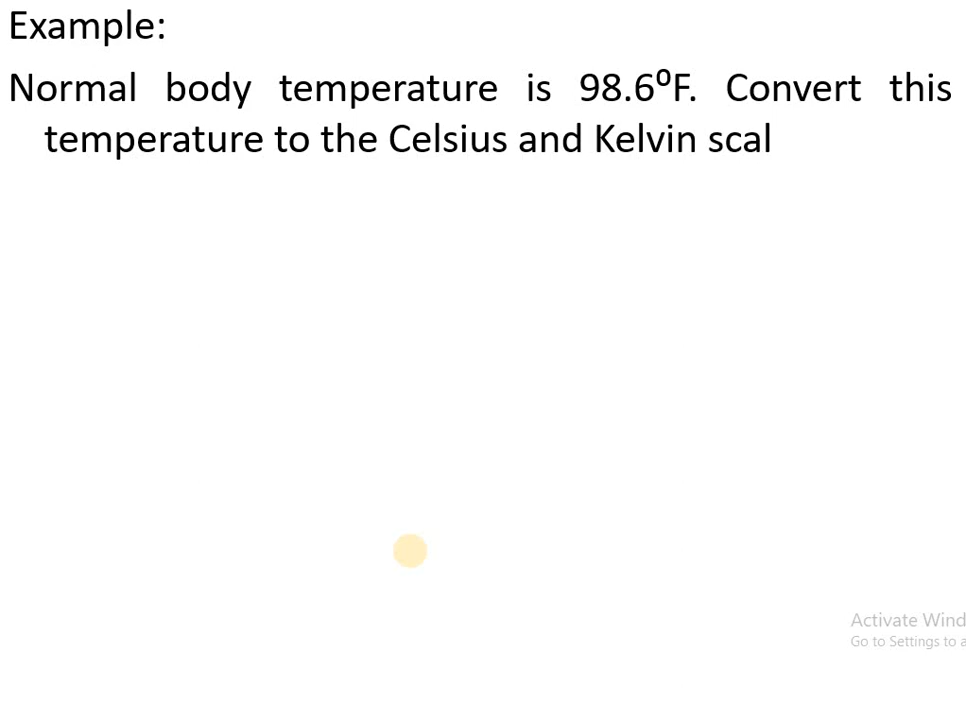 Example:
Normal body temperature is 98.6⁰F. Convert this
temperature to the Celsius and Kelvin scal
Activate Wind
Go to Settings to a